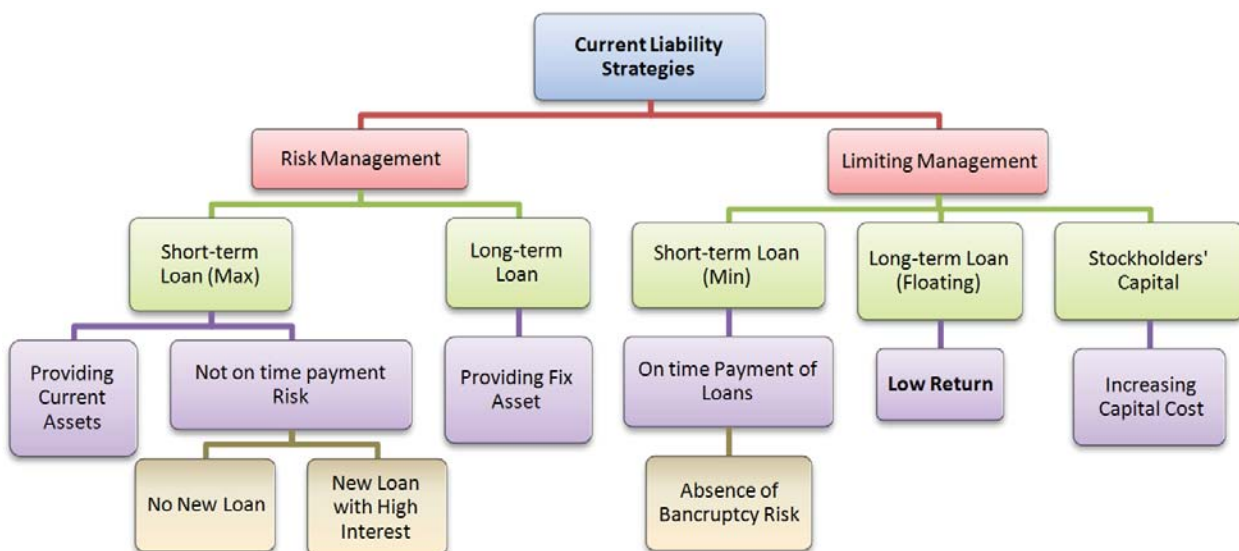 Current Liability
Strategies
Risk Management
Limiting Management
Short-term
Loan (Max)
Long-term
Loan
Short-term Loan
(Min)
Long-term Loan
(Floating)
Stockholders'
Capital
Providing
Current
Assets
Not on time payment
Risk
Providing Fix
Asset
On time Payment of
Loans
Low Return
Increasing
Capital Cost
No New Loan
New Loan
with High
Interest
Absence of
Bancruptcy Risk